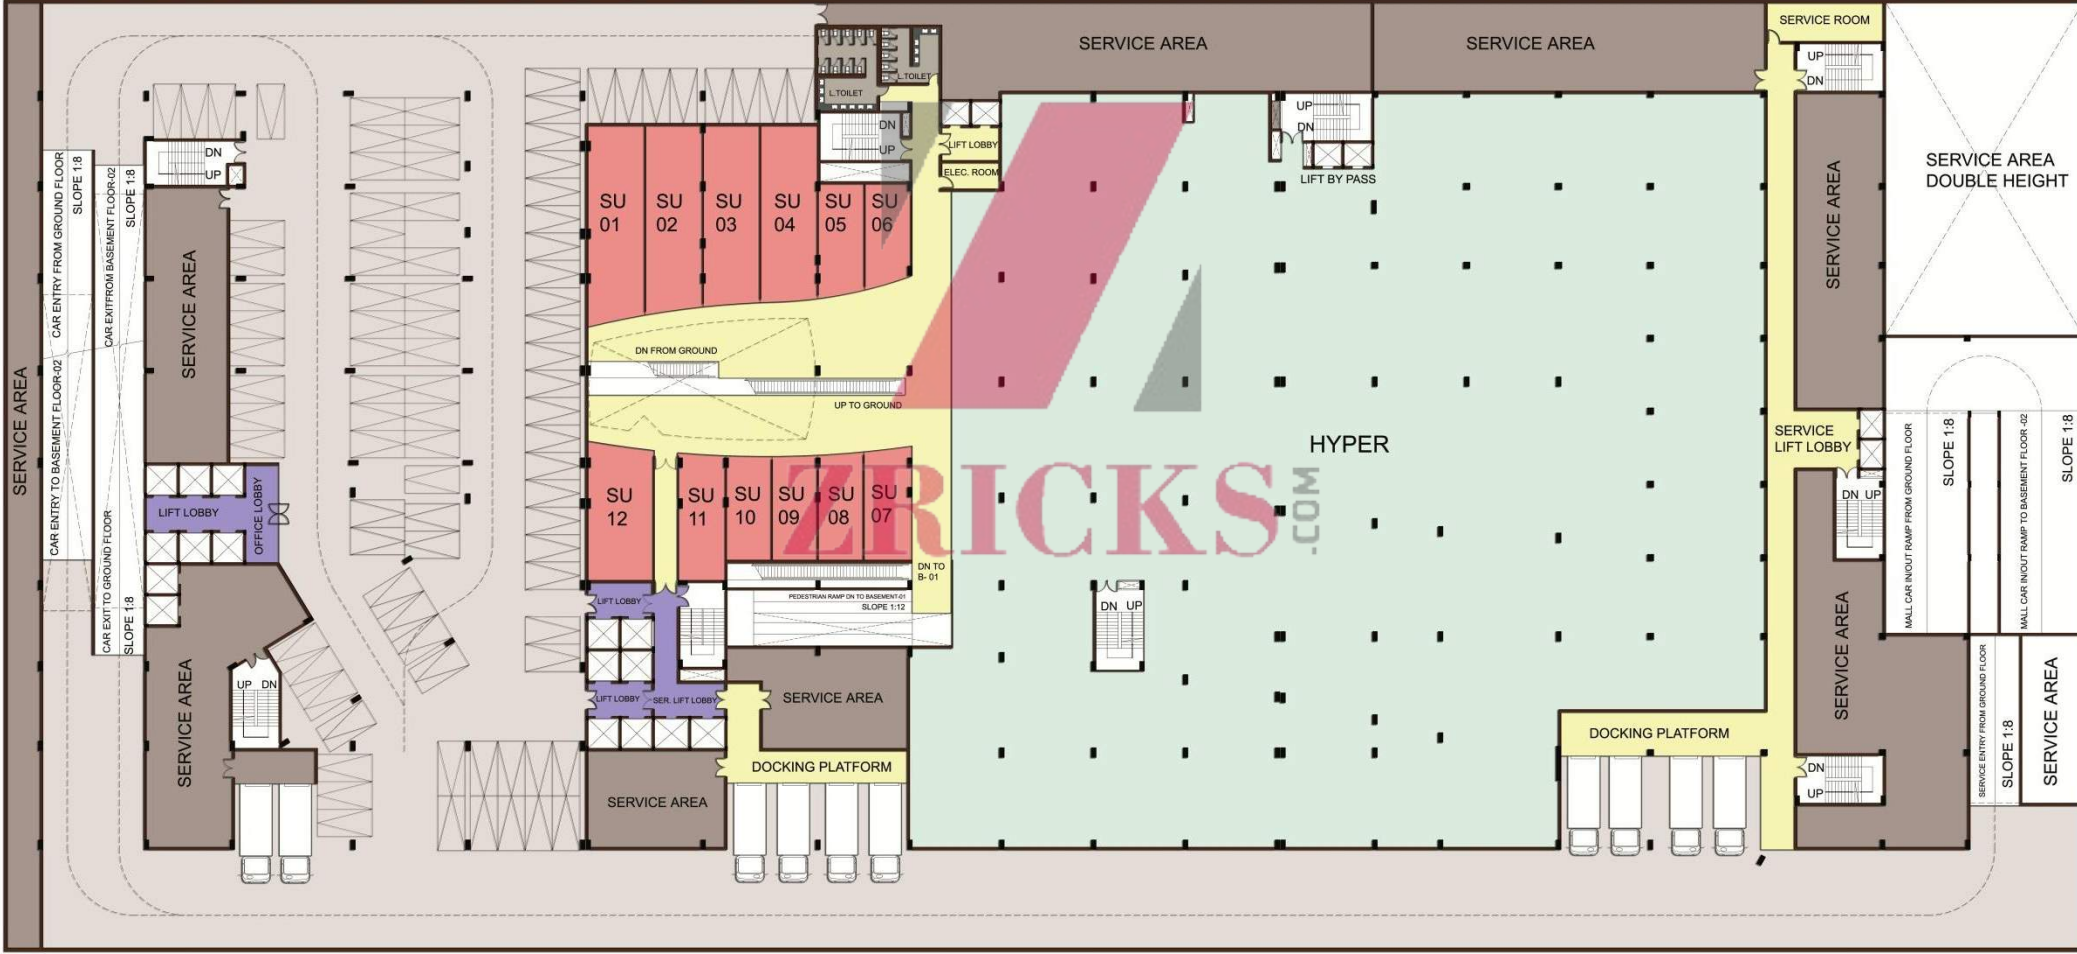 SERVICE AREA
SERVICE AREA
SERVICE ROOM
UP
DN
L.TOILET
L.TOILET
DN
UP
LIFT LOBBY
ELEC. ROOM
UP
DN
LIFT BY PASS
SERVICE AREA
DOUBLE HEIGHT
SERVICE AREA
CAR ENTRY FROM GROUND FLOOR
SLOPE 1:8
CAR EXITFROM BASEMENT FLOOR-02
SLOPE 1:8
DN
UP
SERVICE AREA
SERVICE AREA
CAR ENTRY TO BASEMENT FLOOR-02
CAR EXIT TO GROUND FLOOR
SLOPE 1:8
SU
01
SU
02
SU
03
SU
04
SU
05
SU
06
DN FROM GROUND
UP TO GROUND
HYPER
SERVICE
LIFT LOBBY
DN UP
MALL CAR IN/OUT RAMP FROM GROUND FLOOR
SLOPE 1:8
MALL CAR IN/OUT RAMP TO BASEMENT FLOOR -02
SLOPE 1:8
LIFT LOBBY
OFFICE LOBBY
SU
12
SU
11
SU
10
SU
09
SU
08
SU
07
ZRICKS
.COM
DN TO
B- 01
PEDESTRIAN RAMP DN TO BASEMENT-01
SLOPE 1:12
LIFT LOBBY
DN UP
LIFT LOBBY
SER. LIFT LOBBY
SERVICE AREA
SERVICE AREA
UP DN
SERVICE AREA
SERVICE ENTRY FROM GROUND FLOOR
SLOPE 1:8
SERVICE AREA
DOCKING PLATFORM
DOCKING PLATFORM
DN
UP
SERVICE AREA